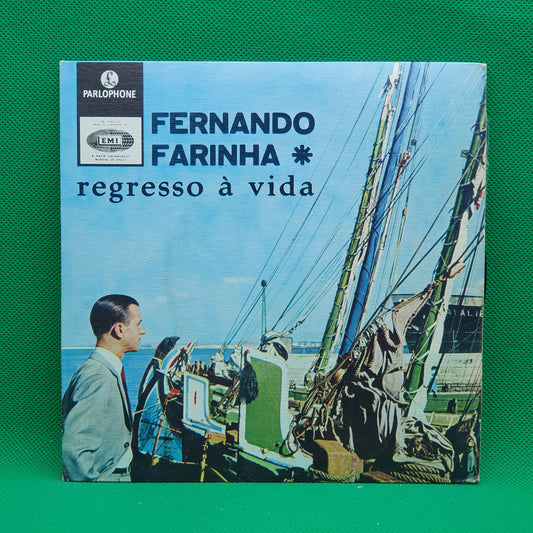 PARLOPHONE
EMI
FERNANDO
FARINHA *
regresso à vida